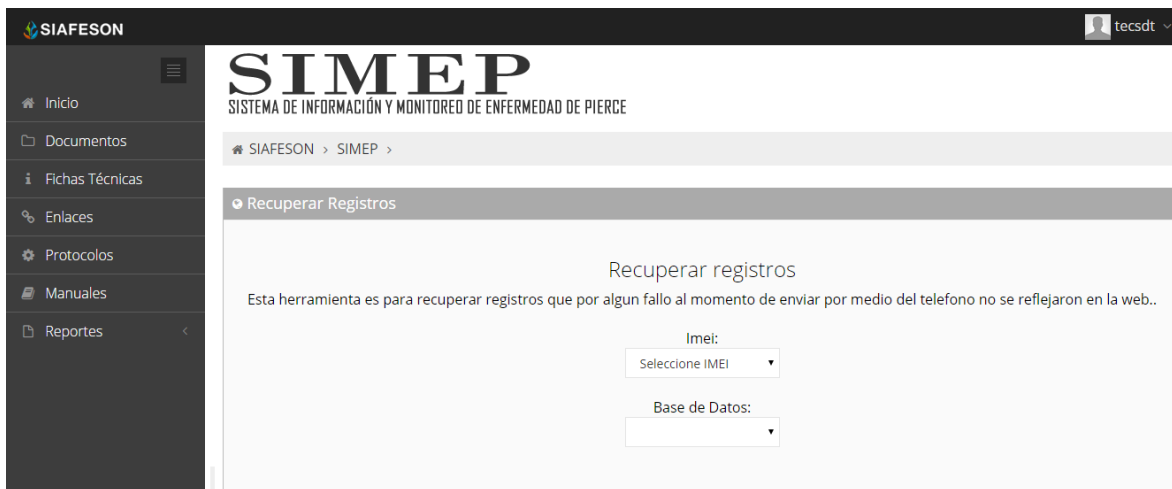 SIAFESON
tecsdt
SIMEP
SISTEMA DE INFORMACIÓN Y MONITOREO DE ENFERMEDAD DE PIERCE
Inicio
Documentos
Fichas Técnicas
Enlaces
Protocolos
Manuales
Reportes
SIAFESON > SIMEP >
Recuperar Registros
Recuperar registros
Esta herramienta es para recuperar registros que por algun fallo al momento de enviar por medio del telefono no se reflejaron en la web..
Imei:
Seleccione IMEI
Base de Datos: